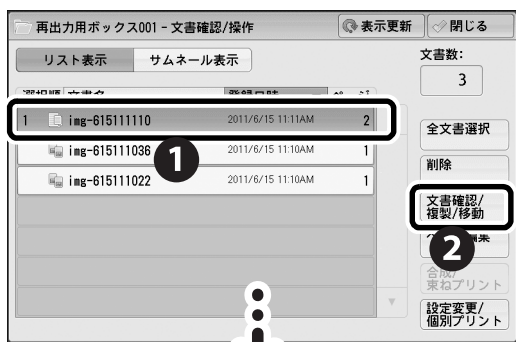 再出力用ボックス001 - 文書確認/操作
表示更新
閉じる
リスト表示
サムネール表示
文書数:
3
1 img-615111110 2011/6/15 11:11AM 2
img-615111036 2011/6/15 11:10AM 1
img-615111022 2011/6/15 11:10AM 1
1
全文書選択
削除
文書確認/
複製/移動
2
合成/
束ねプリント
設定変更/
個別プリント